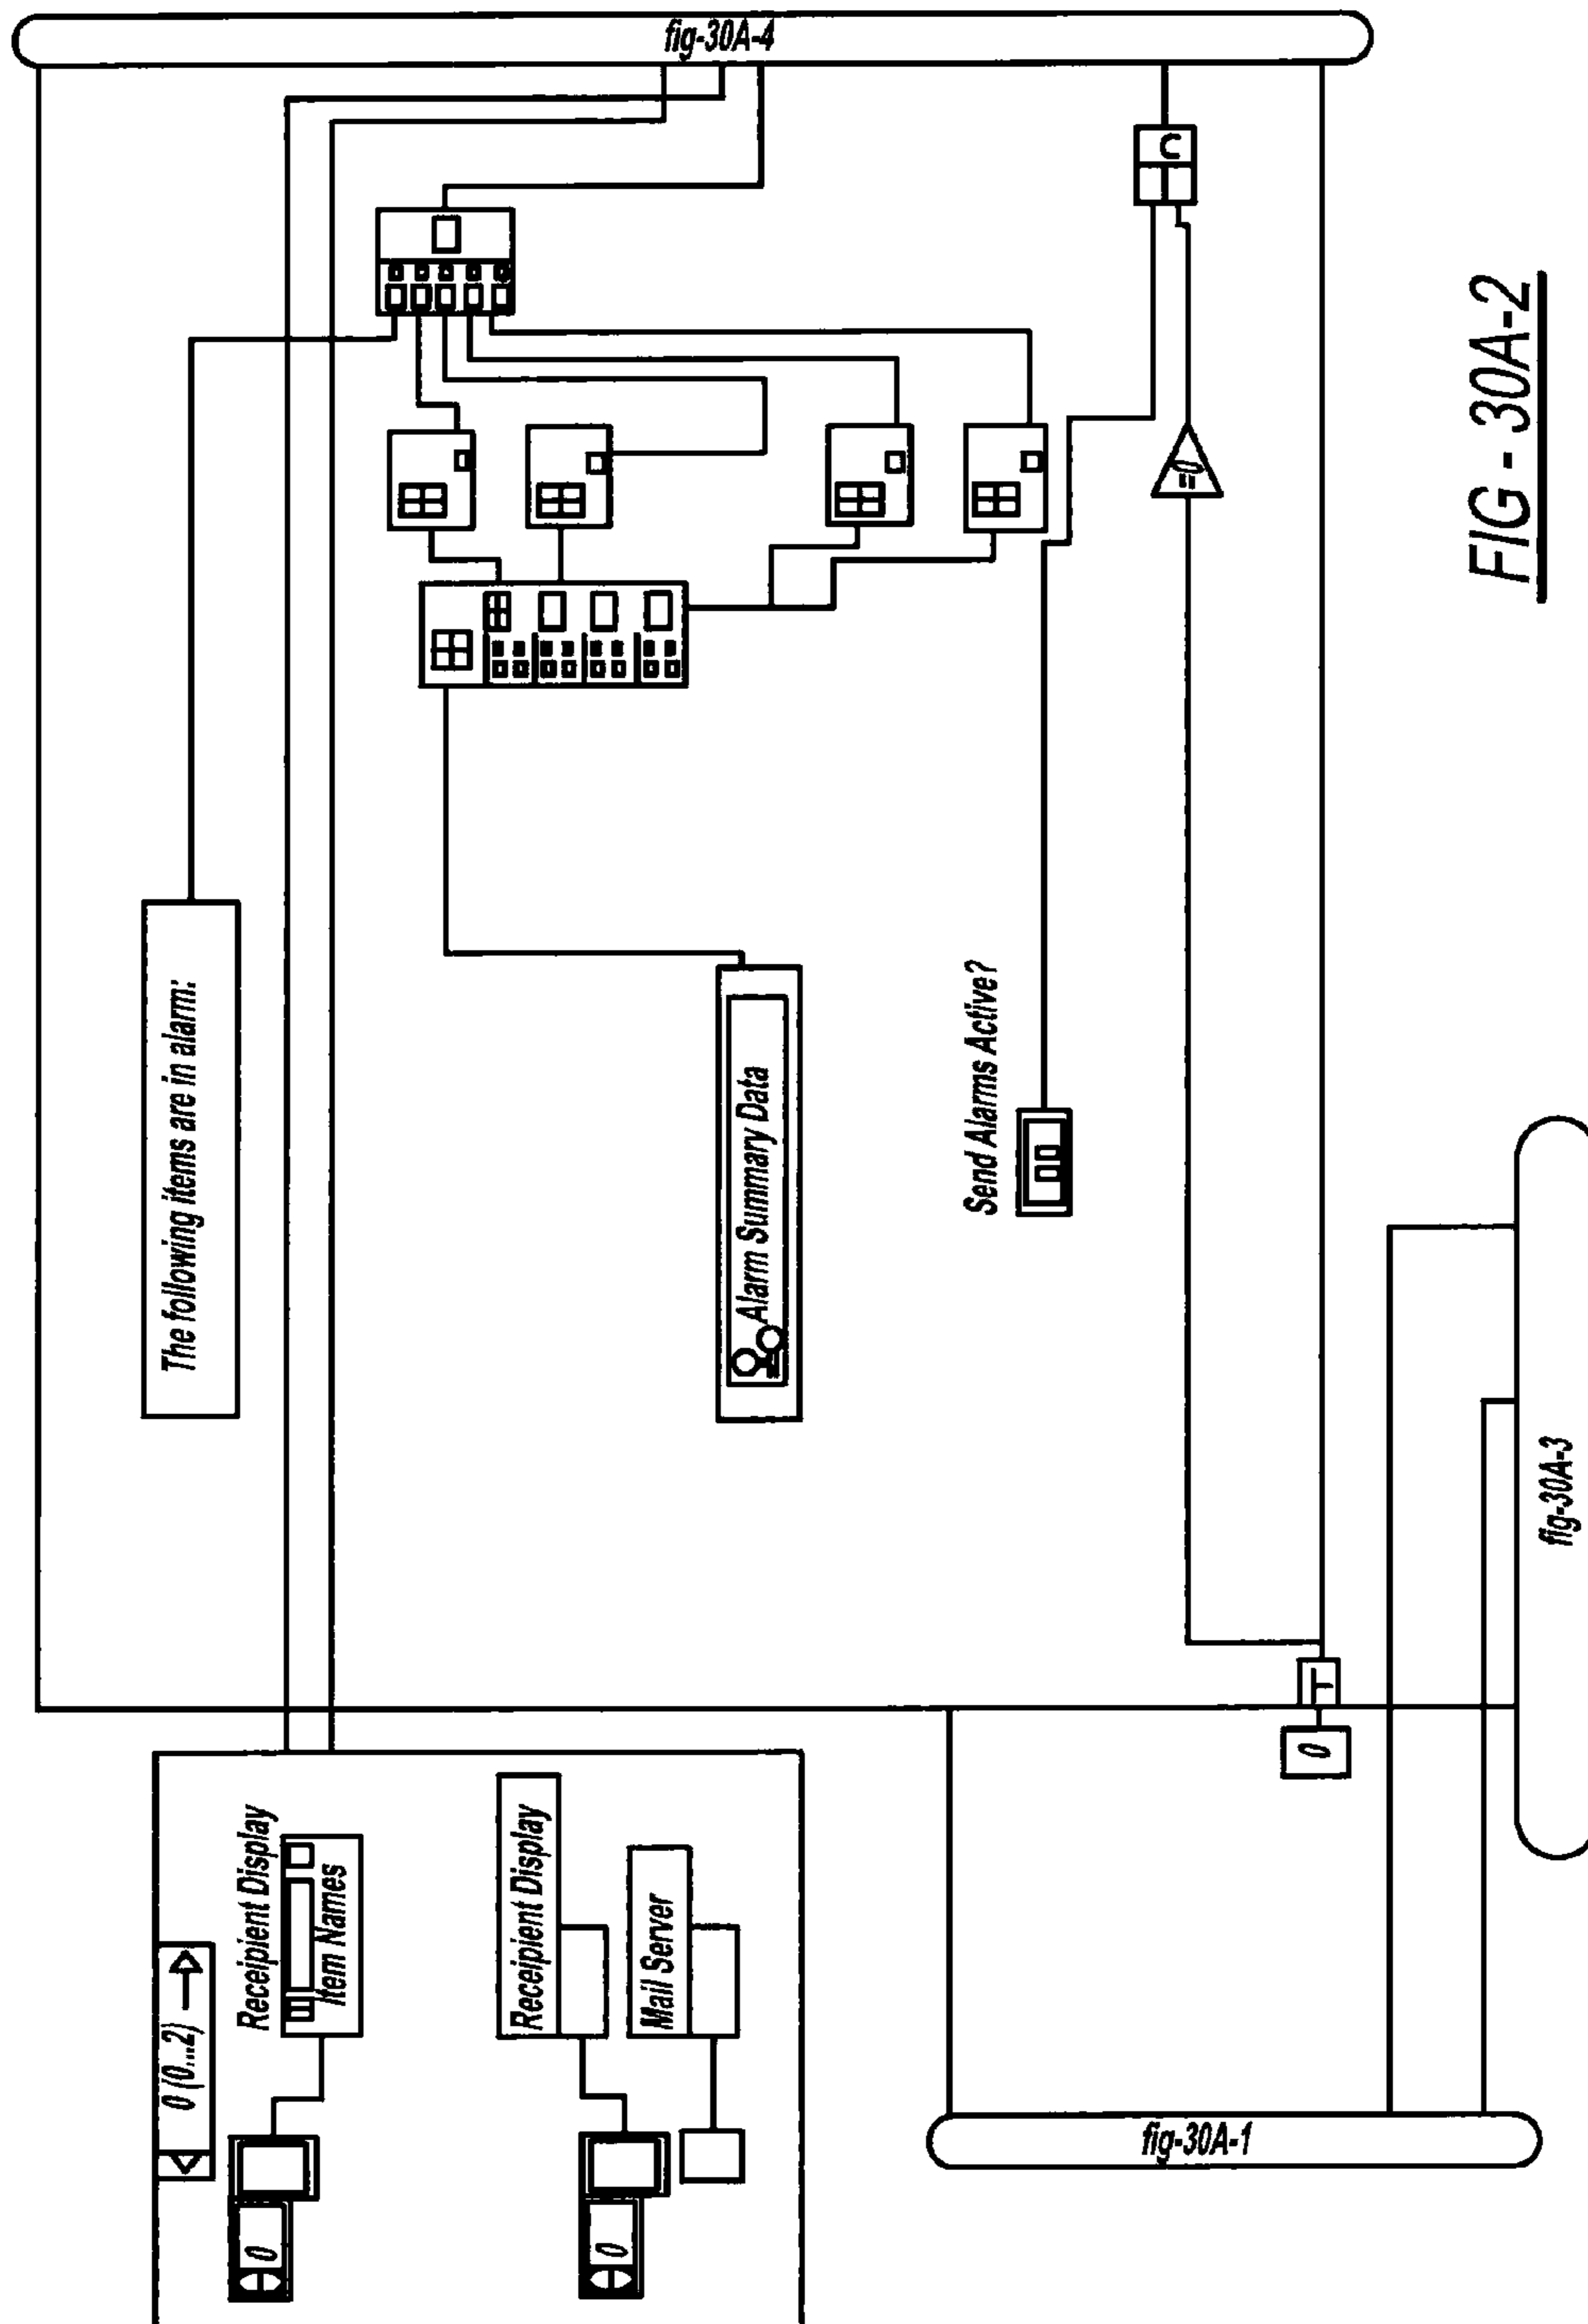 0 (0...2)
Receipient Display
Item Names
0
Receipient Display
Mail Server
0
The following items are in alarm:
Alarm Summary Data
Send Alarms Active?
=0
C
T
0
fig-30A-1
fig-30A-3
fig-30A-4
FIG - 30A-2